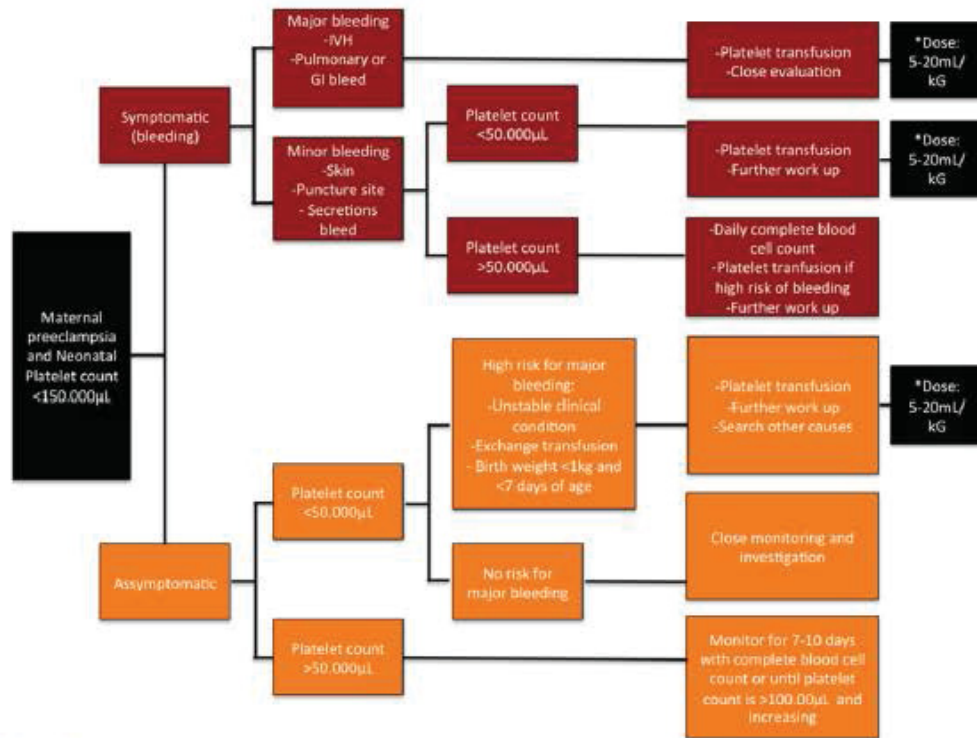 Maternal
preeclampsia
and Neonatal
Platelet count
<150.000µL
Symptomatic
(bleeding)
Major bleeding
-IVH
-Pulmonary or
GI bleed
-Platelet transfusion
-Close evaluation
*Dose:
5-20mL/
kG
Minor bleeding
-Skin
-Puncture site
- Secretions
bleed
Platelet count
<50.000µL
-Platelet transfusion
-Further work up
*Dose:
5-20mL/
kG
Platelet count
>50.000µL
-Daily complete blood
cell count
-Platelet tranfusion if
high risk of bleeding
-Further work up
Assymptomatic
Platelet count
<50.000µL
High risk for major
bleeding:
-Unstable clinical
condition
-Exchange transfusion
- Birth weight <1kg and
<7 days of age
-Platelet transfusion
-Further work up
-Search other causes
*Dose:
5-20mL/
kG
No risk for
major bleeding
Close monitoring and
investigation
Platelet count
>50.000µL
Monitor for 7-10 days
with complete blood cell
count or until platelet
count is >100.00µL and
increasing